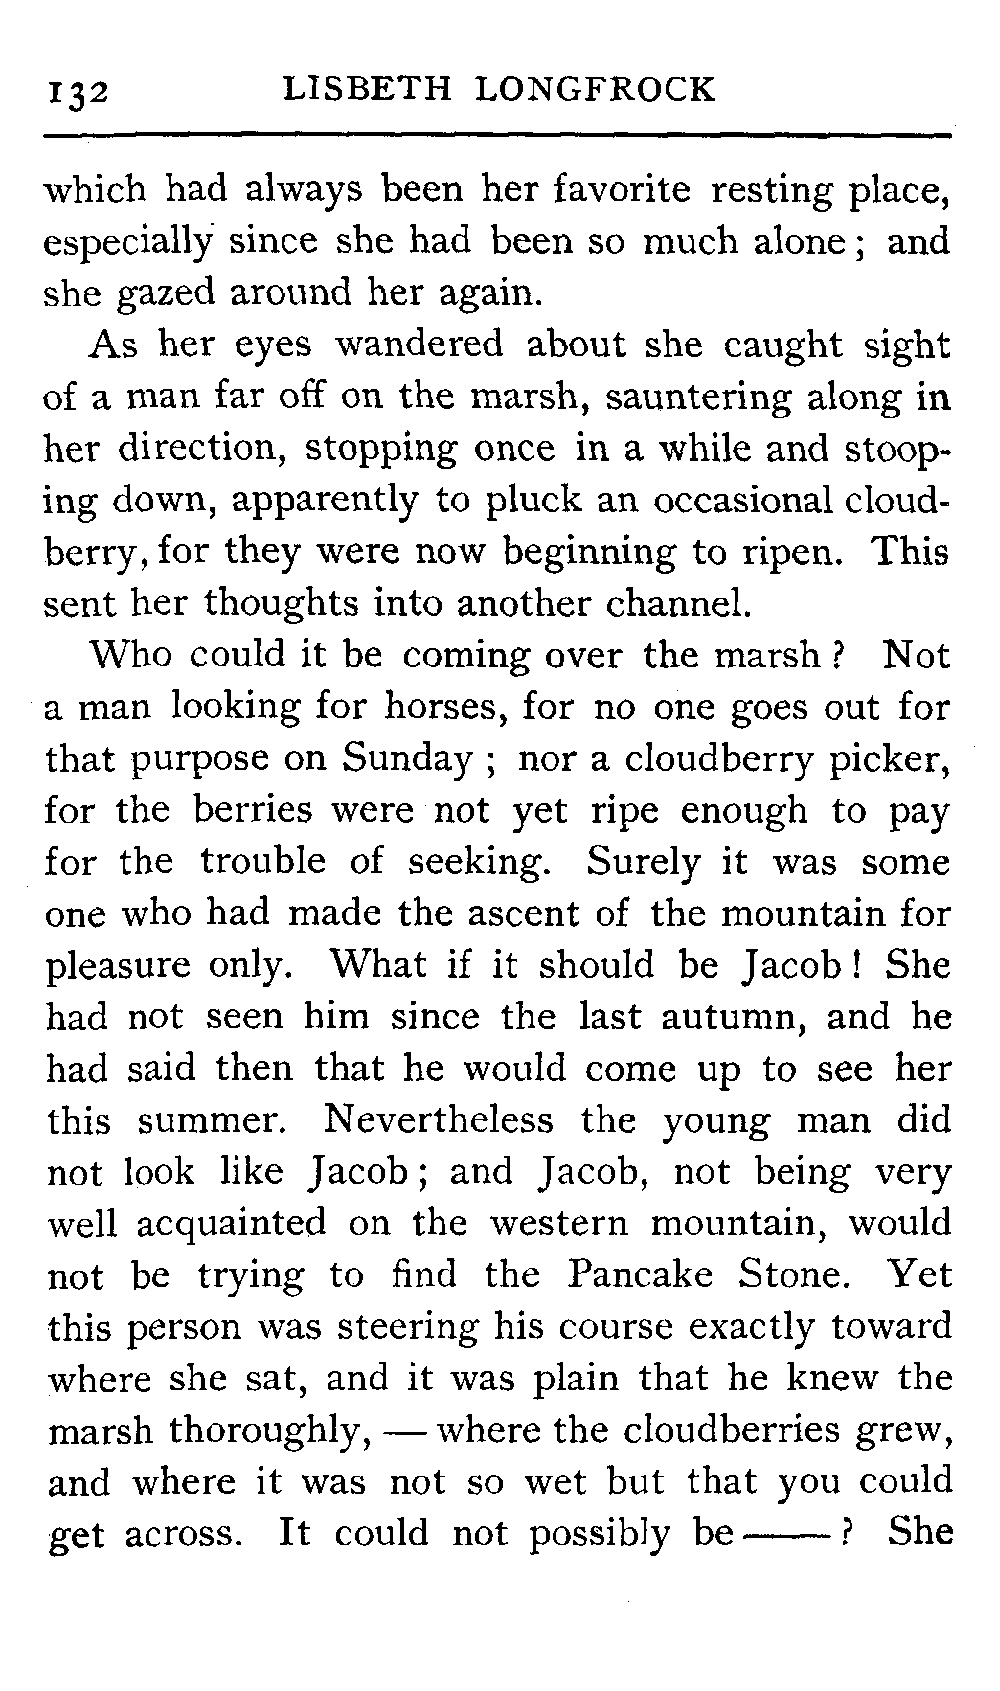 132 LISBETH LONGFROCK
which had always been her favorite resting place,
especially since she had been so much alone; and
she gazed around her again.
As her eyes wandered about she caught sight
of a man far off on the marsh, sauntering along in
her direction, stopping once in a while and stoop-
ing down, apparently to pluck an occasional cloud-
berry, for they were now beginning to ripen. This
sent her thoughts into another channel.
Who could it be coming over the marsh? Not
a man looking for horses, for no one goes out for
that purpose on Sunday; nor a cloudberry picker,
for the berries were not yet ripe enough to pay
for the trouble of seeking. Surely it was some
one who had made the ascent of the mountain for
pleasure only. What if it should be Jacob! She
had not seen him since the last autumn, and he
had said then that he would come up to see her
this summer. Nevertheless the young man did
not look like Jacob; and Jacob, not being very
well acquainted on the western mountain, would
not be trying to find the Pancake Stone. Yet
this person was steering his course exactly toward
where she sat, and it was plain that he knew the
marsh thoroughly, — where the cloudberries grew,
and where it was not so wet but that you could
get across. It could not possibly be——? She